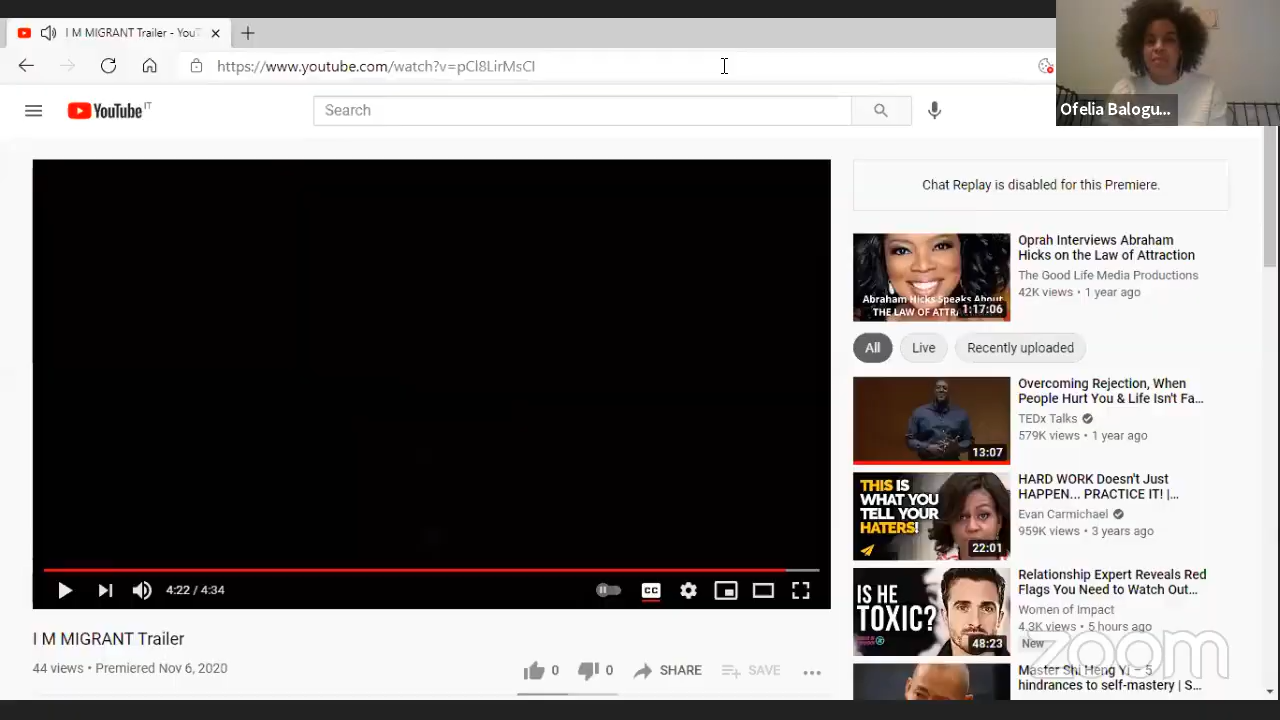 I M MIGRANT Trailer - YouT
https://www.youtube.com/watch?v=pCl8LirMsCI
Ofelia Balogu...
YouTube IT
Search
Chat Replay is disabled for this Premiere.
Oprah Interviews Abraham
Hicks on the Law of Attraction
The Good Life Media Productions
42K views • 1 year ago
Abraham Hicks Speaks About
THE LAW OF ATTRA
1:17:06
All
Live
Recently uploaded
Overcoming Rejection, When
People Hurt You & Life Isn't Fa...
TEDx Talks
579K views • 1 year ago
13:07
THIS IS
WHAT YOU
TELL YOUR
HATERS!
22:01
HARD WORK Doesn't Just
HAPPEN... PRACTICE IT! |...
Evan Carmichael
959K views • 3 years ago
IS HE
TOXIC?
48:23
Relationship Expert Reveals Red
Flags You Need to Watch Out...
Women of Impact
4.3K views • 5 hours ago
New
zoom
Master Shi Heng Yi – 5
hindrances to self-mastery | S...
4:22 / 4:34
CC
I M MIGRANT Trailer
44 views • Premiered Nov 6, 2020
0
0
SHARE
SAVE